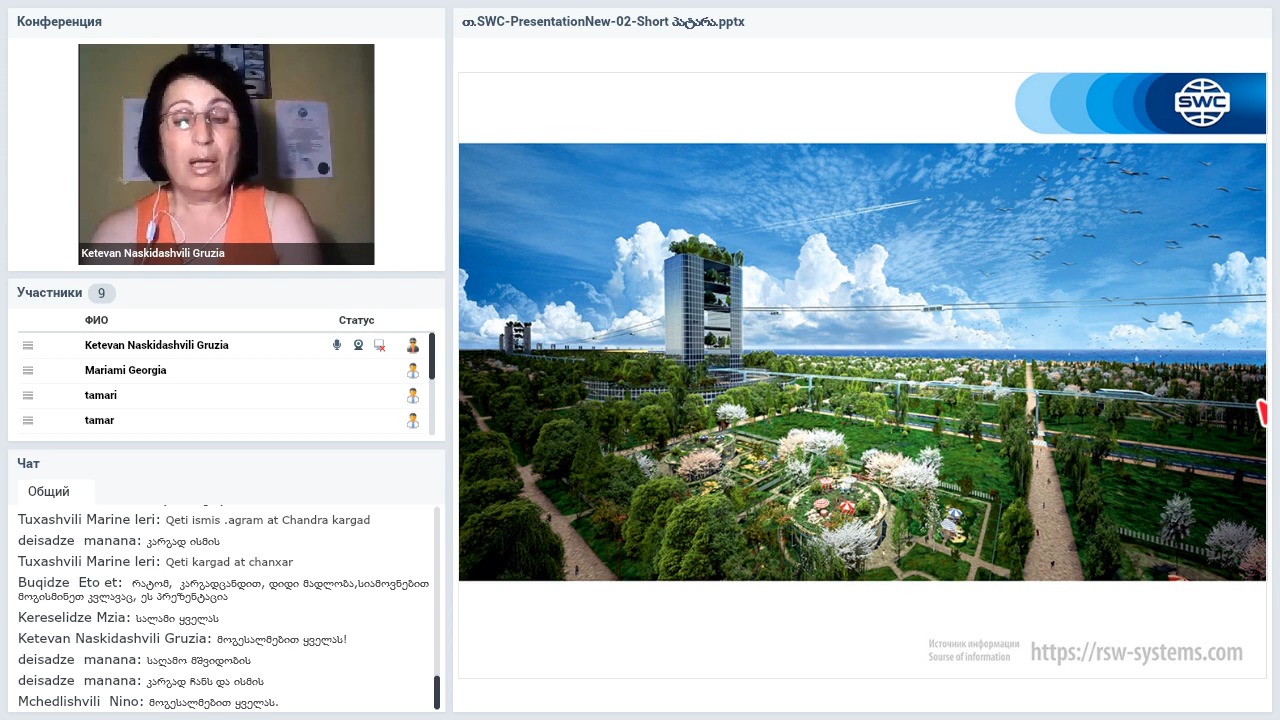 Конференция
Ketevan Naskidashvili Gruzia
Участники 9
ФИО Статус
Ketevan Naskidashvili Gruzia
Mariami Georgia
tamari
tamar
Чат
Общий
Tuxashvili Marine leri: Qeti ismis .agram at Chandra kargad
deisadze manana: კარგად ისმის
Tuxashvili Marine leri: Qeti kargad at chanxar
Buqidze Eto et: რატომ, კარგადცანდით, დიდი მადლობა,სიამოვნებით
მოგისმინეთ კვლავაც, ეს პრეზენტაცია
Kereselidze Mzia: სალამი ყველას
Ketevan Naskidashvili Gruzia: მოგესალმებით ყველას!
deisadze manana: საღამო მშვიდობის
deisadze manana: კარგად ჩანს და ისმის
Mchedlishvili Nino: მოგესალმებით ყველას.
თ.SWC-PresentationNew-02-Short პატარა.pptx
SWC
Источник информации
Sourse of information
https://rsw-systems.com